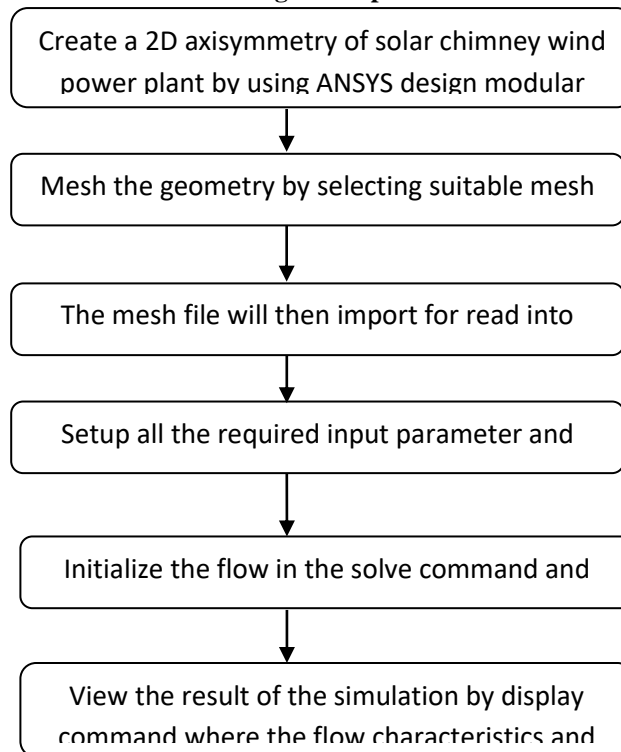 Create a 2D axisymmetry of solar chimney wind
power plant by using ANSYS design modular
Mesh the geometry by selecting suitable mesh
The mesh file will then import for read into
Setup all the required input parameter and
Initialize the flow in the solve command and
View the result of the simulation by display
command where the flow characteristics and